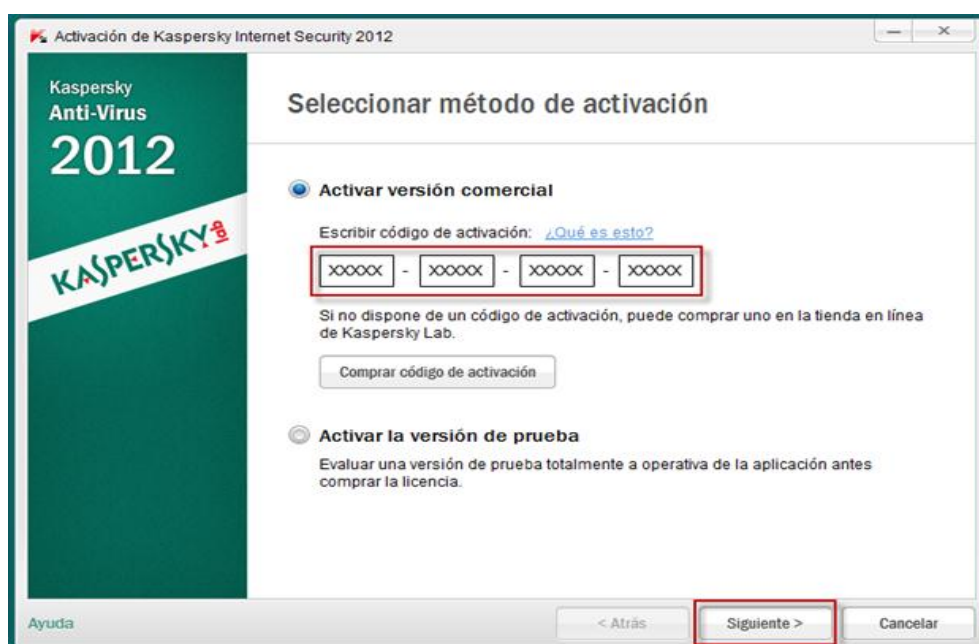 Activación de Kaspersky Internet Security 2012
Kaspersky
Anti-Virus
2012
KASPERSKY lab
Seleccionar método de activación
Activar versión comercial
Escribir código de activación: ¿Qué es esto?
XXXXX - XXXXX - XXXXX - XXXXX
Si no dispone de un código de activación, puede comprar uno en la tienda en línea
de Kaspersky Lab.
Comprar código de activación
Activar la versión de prueba
Evaluar una versión de prueba totalmente a operativa de la aplicación antes
comprar la licencia.
Ayuda
< Atrás
Siguiente >
Cancelar